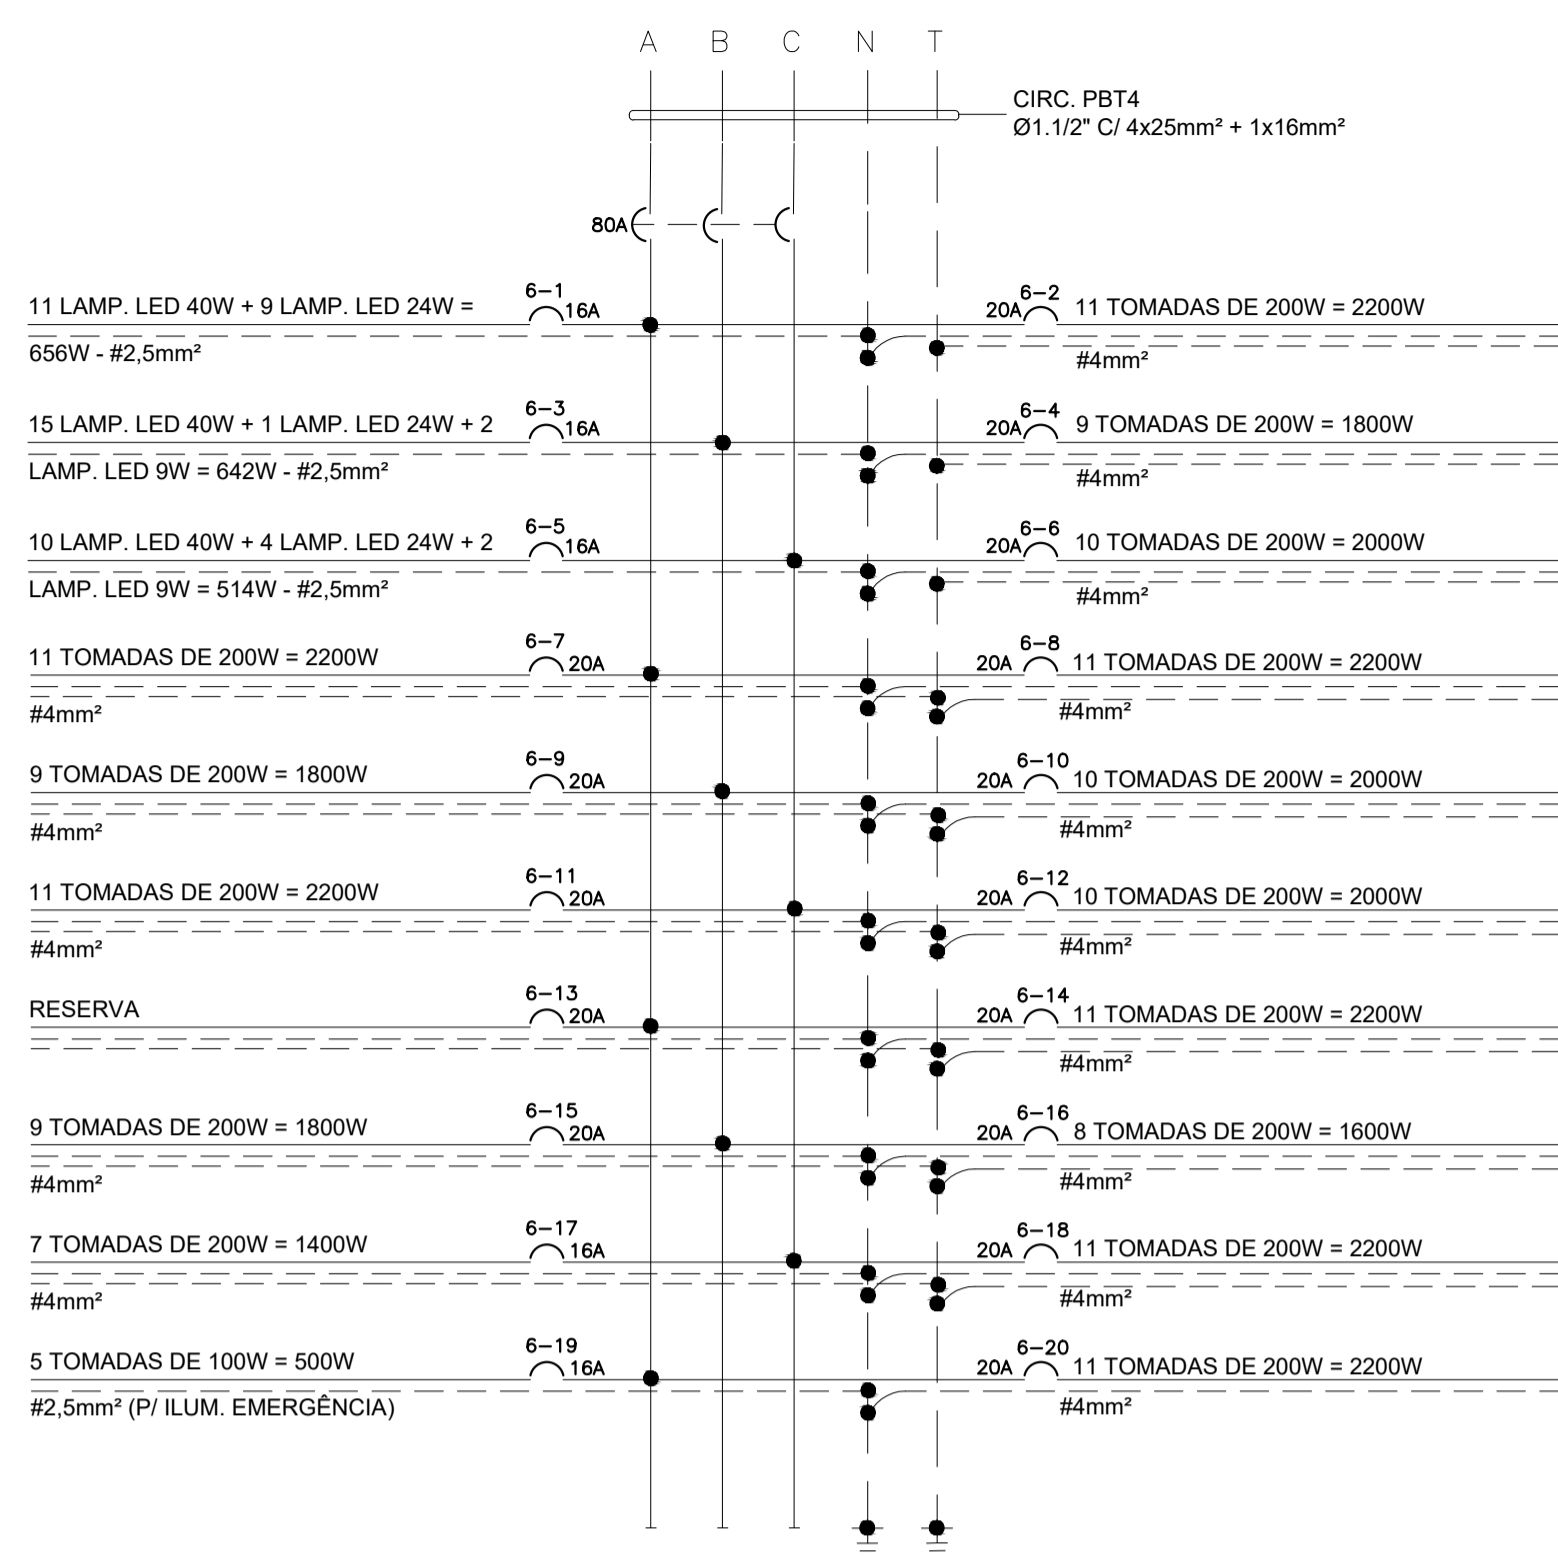 A B C N T
CIRC. PBT4
Ø1.1/2" C/ 4x25mm² + 1x16mm²
80A
11 LAMP. LED 40W + 9 LAMP. LED 24W =
656W - #2,5mm²
6-1
16A
6-2
20A
11 TOMADAS DE 200W = 2200W
#4mm²
15 LAMP. LED 40W + 1 LAMP. LED 24W + 2
LAMP. LED 9W = 642W - #2,5mm²
6-3
16A
6-4
20A
9 TOMADAS DE 200W = 1800W
#4mm²
10 LAMP. LED 40W + 4 LAMP. LED 24W + 2
LAMP. LED 9W = 514W - #2,5mm²
6-5
16A
6-6
20A
10 TOMADAS DE 200W = 2000W
#4mm²
11 TOMADAS DE 200W = 2200W
#4mm²
6-7
20A
6-8
20A
11 TOMADAS DE 200W = 2200W
#4mm²
9 TOMADAS DE 200W = 1800W
#4mm²
6-9
20A
6-10
20A
10 TOMADAS DE 200W = 2000W
#4mm²
11 TOMADAS DE 200W = 2200W
#4mm²
6-11
20A
6-12
20A
10 TOMADAS DE 200W = 2000W
#4mm²
RESERVA
6-13
20A
6-14
20A
11 TOMADAS DE 200W = 2200W
#4mm²
9 TOMADAS DE 200W = 1800W
#4mm²
6-15
20A
6-16
20A
8 TOMADAS DE 200W = 1600W
#4mm²
7 TOMADAS DE 200W = 1400W
#4mm²
6-17
16A
6-18
20A
11 TOMADAS DE 200W = 2200W
#4mm²
5 TOMADAS DE 100W = 500W
#2,5mm² (P/ ILUM. EMERGÊNCIA)
6-19
16A
6-20
20A
11 TOMADAS DE 200W = 2200W
#4mm²